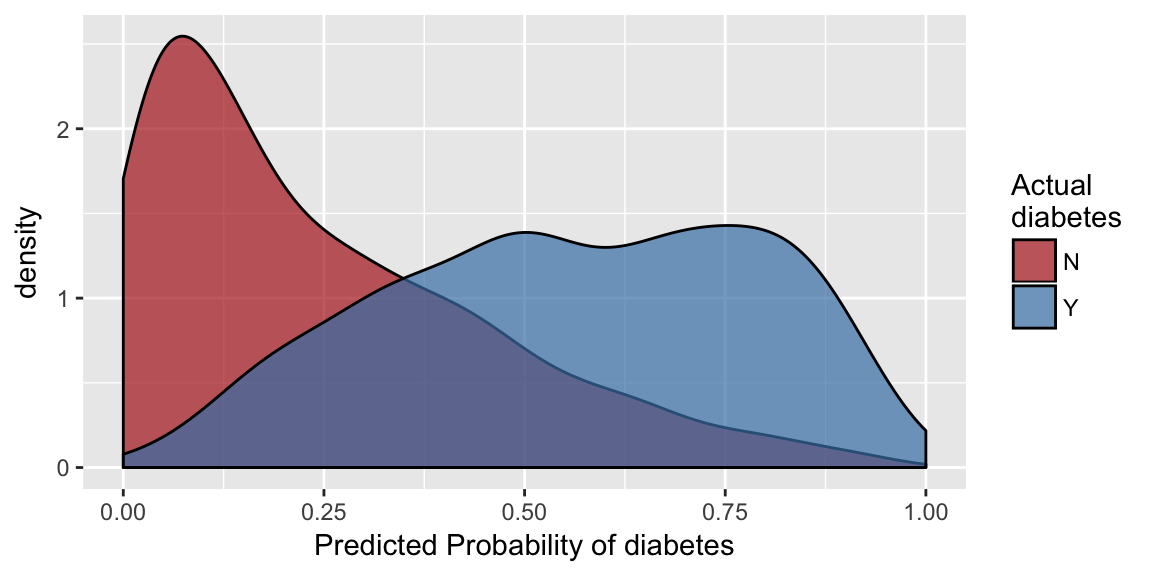 density
2
1
0
0.00
0.25
0.50
0.75
1.00
Predicted Probability of diabetes
Actual
diabetes
N
Y